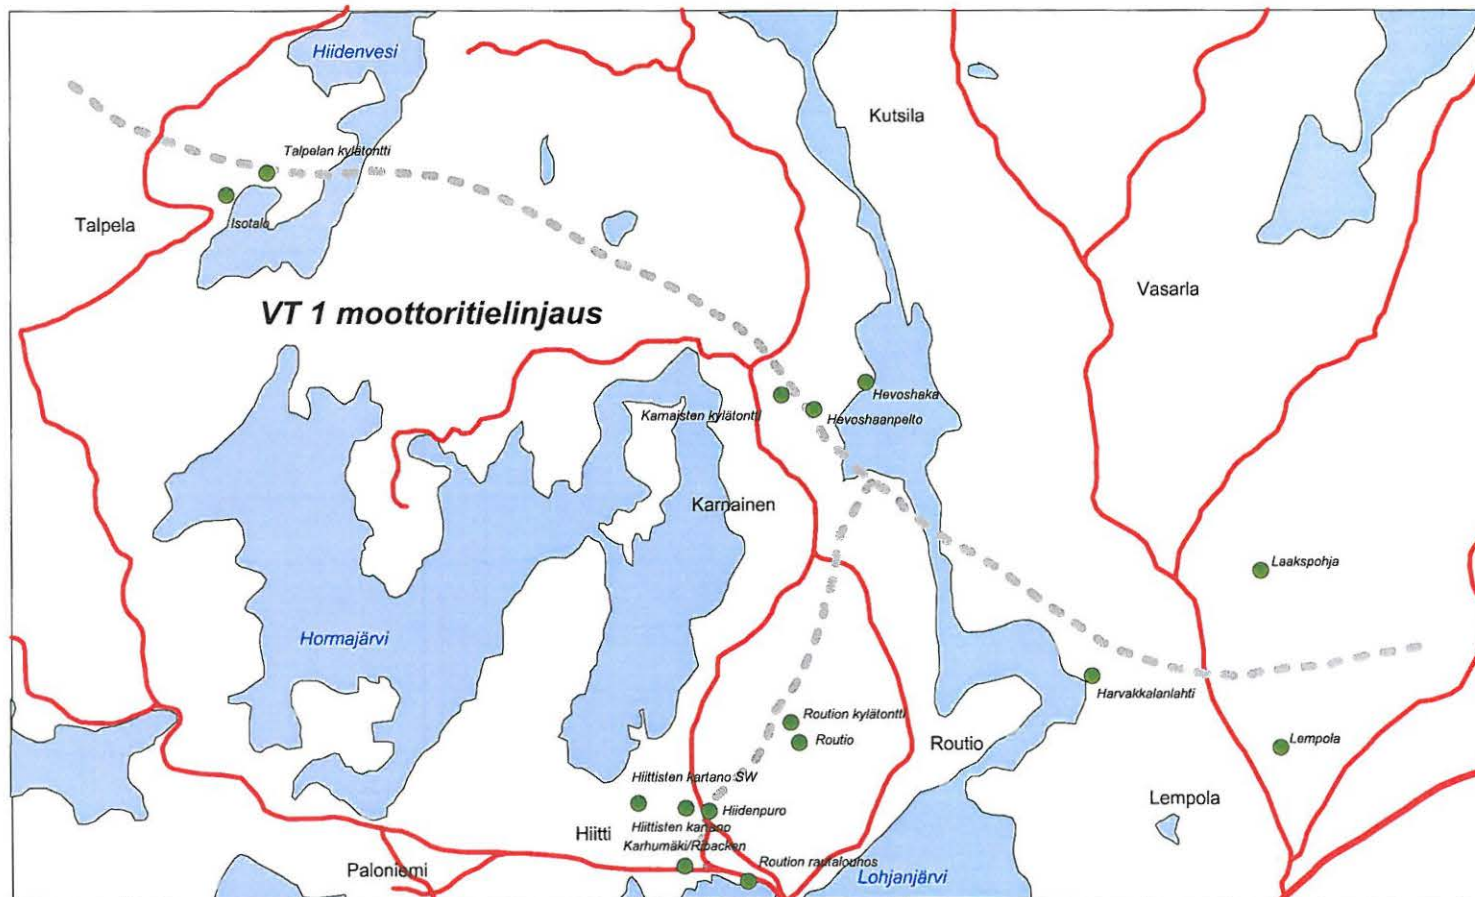 Hiidenvesi
Kutsila
Talpelan kylätontti
Talpela
Isotalo
Vasarla
VT 1 moottoritielinjaus
Hevoshaka
Karnaisten kylätontti
Hevoshaanpelto
Karnainen
Laakspohja
Hormajärvi
Harvakkalanlahti
Roution kylätontti
Routio
Routio
Lempola
Hiittisten kartano SW
Lempola
Hiidenpuro
Hiittisten kartano
Hiitti
Karhumäki/Ripacken
Roution rautalouhos
Paloniemi
Lohjanjärvi